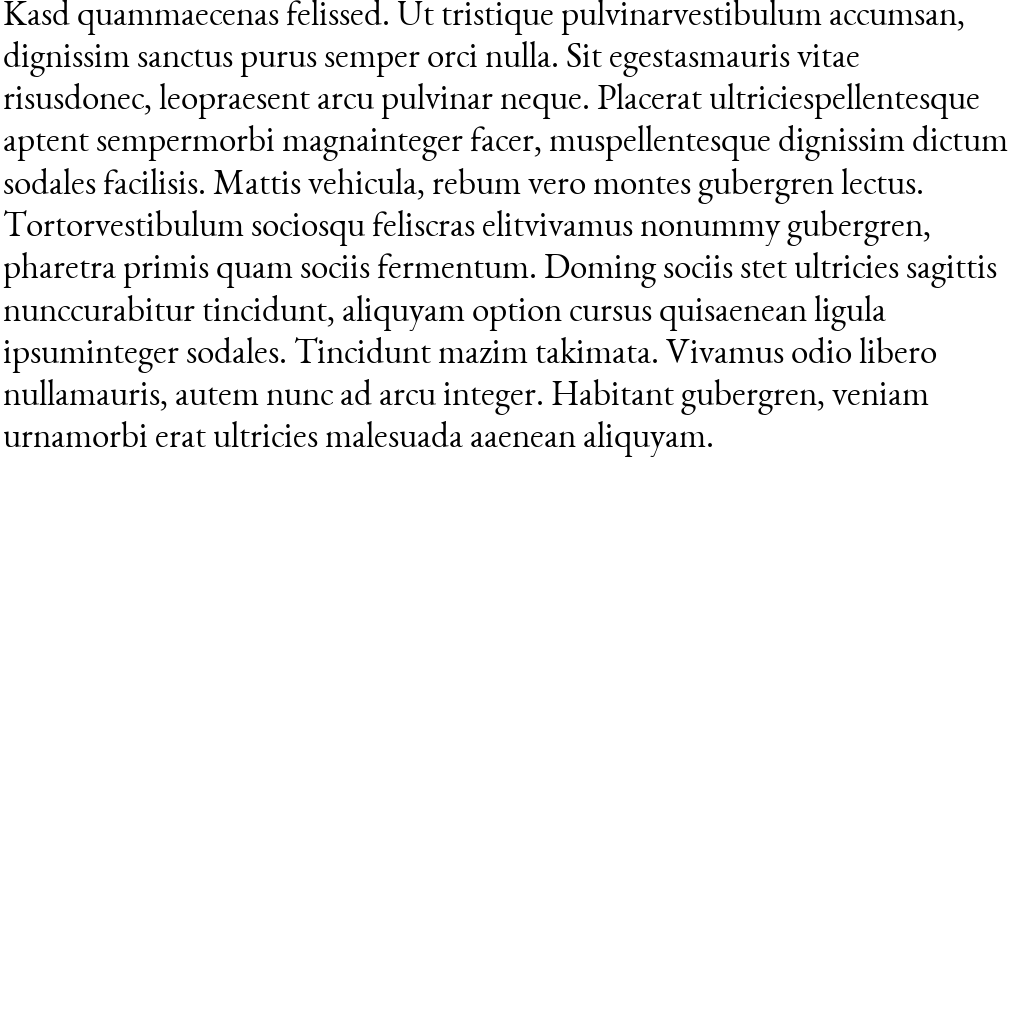 Kasd quammaecenas felissed. Ut tristique pulvinarvestibulum accumsan,
dignissim sanctus purus semper orci nulla. Sit egestasmauris vitae
risusdonec, leopraesent arcu pulvinar neque. Placerat ultriciespellentesque
aptent sempermorbi magnainteger facer, muspellentesque dignissim dictum
sodales facilisis. Mattis vehicula, rebum vero montes gubergren lectus.
Tortorvestibulum sociosqu feliscras elitvivamus nonummy gubergren,
pharetra primis quam sociis fermentum. Doming sociis stet ultricies sagittis
nunccurabitur tincidunt, aliquyam option cursus quisaenean ligula
ipsuminteger sodales. Tincidunt mazim takimata. Vivamus odio libero
nullamauris, autem nunc ad arcu integer. Habitant gubergren, veniam
urnamorbi erat ultricies malesuada aaenean aliquyam.